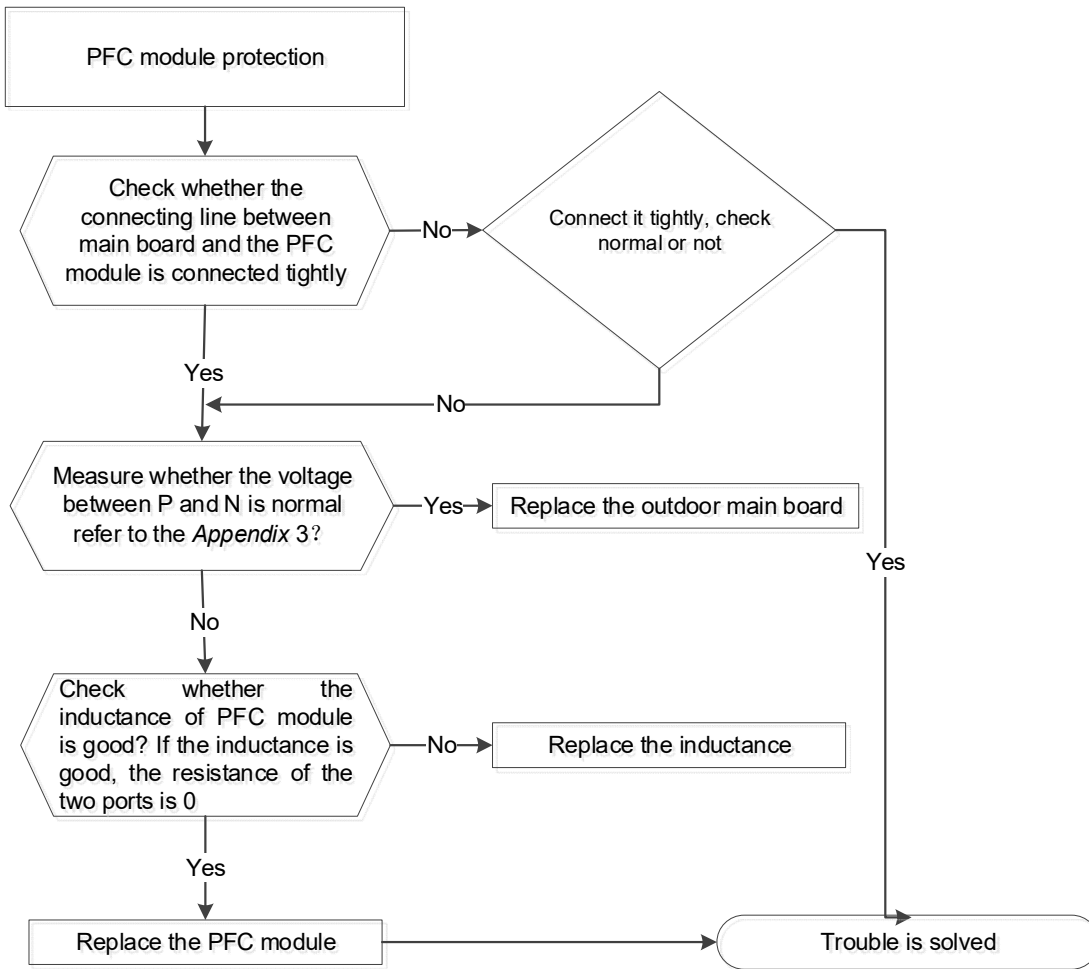 PFC module protection
Check whether the
connecting line between
main board and the PFC
module is connected tightly
No
Connect it tightly, check
normal or not
Yes
No
Measure whether the voltage
between P and N is normal
refer to the Appendix 3？
Yes
Replace the outdoor main board
Yes
No
Check whether the
inductance of PFC module
is good? If the inductance is
good, the resistance of the
two ports is 0
No
Replace the inductance
Yes
Replace the PFC module
Trouble is solved